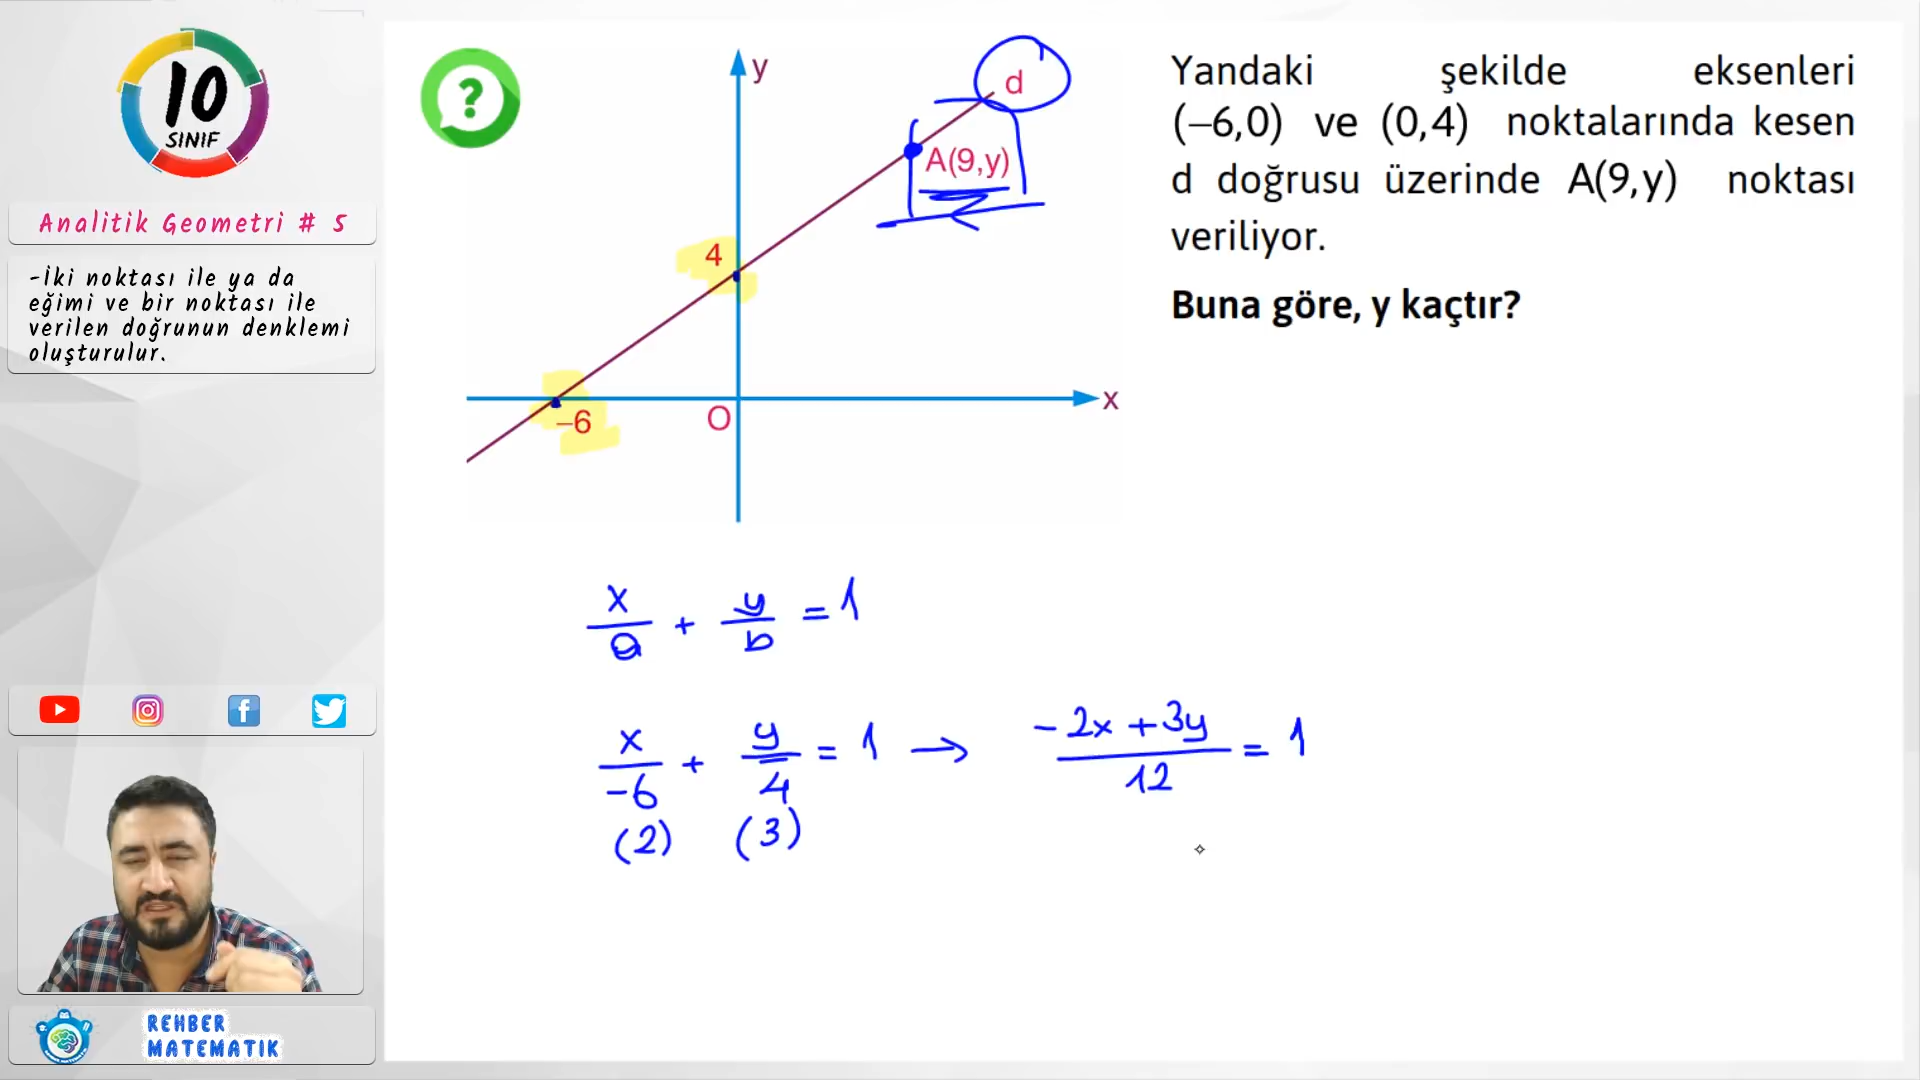 10
SINIF
Analitik Geometri # 5
-İki noktası ile ya da
eğimi ve bir noktası ile
verilen doğrunun denklemi
oluşturulur.
?
y
d
A(9,y)
4
-6
O
x
Yandaki şekilde eksenleri
(-6,0) ve (0,4) noktalarında kesen
d doğrusu üzerinde A(9,y) noktası
veriliyor.
Buna göre, y kaçtır?
x/a + y/b = 1
x/-6 + y/4 = 1 → -2x+3y/12 = 1
(2) (3)
REHBER
MATEMATIK